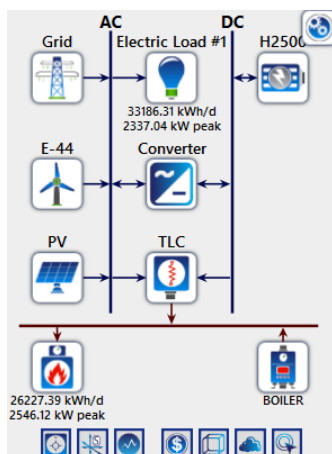 AC DC
Grid Electric Load #1 H2500
33186.31 kWh/d
2337.04 kW peak
E-44 Converter
PV TLC
26227.39 kWh/d
2546.12 kW peak
BOILER